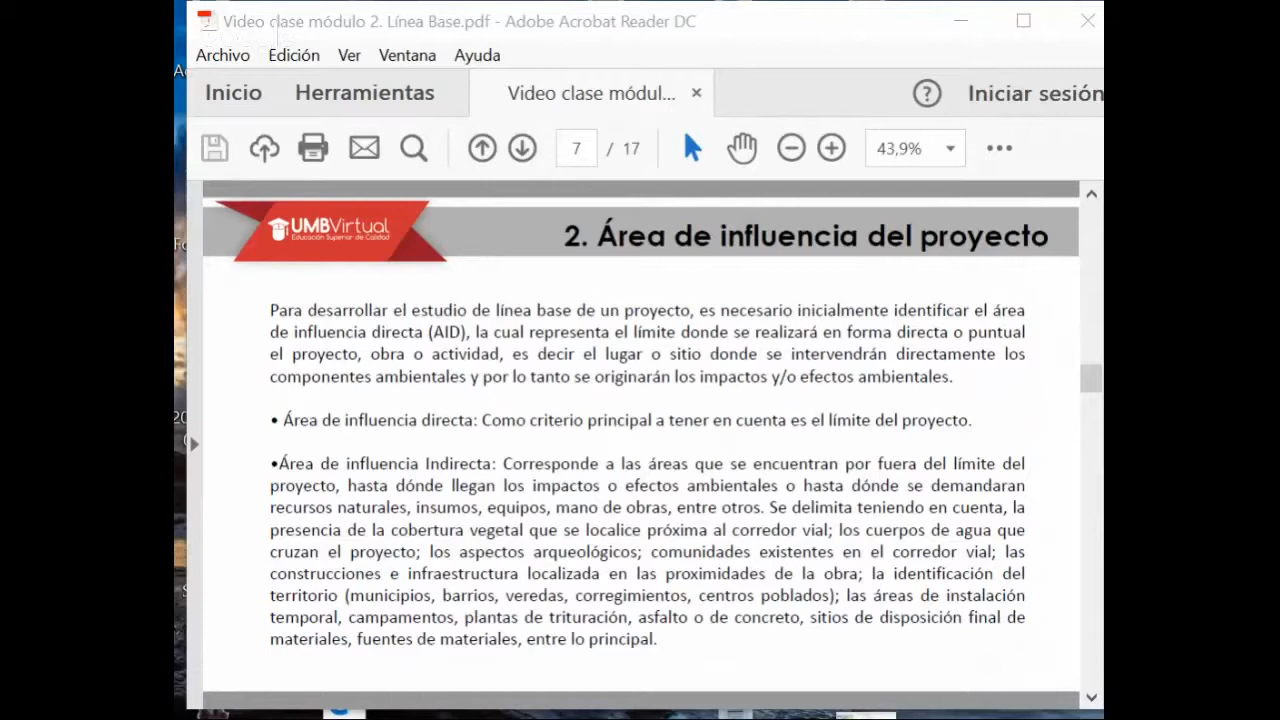 Video clase módulo 2. Línea Base.pdf - Adobe Acrobat Reader DC
Archivo Edición Ver Ventana Ayuda
Inicio Herramientas Video clase módul... × Iniciar sesión
7 / 17 43,9%
UMBVirtual
Educación Superior de Calidad
2. Área de influencia del proyecto
Para desarrollar el estudio de línea base de un proyecto, es necesario inicialmente identificar el área
de influencia directa (AID), la cual representa el límite donde se realizará en forma directa o puntual
el proyecto, obra o actividad, es decir el lugar o sitio donde se intervendrán directamente los
componentes ambientales y por lo tanto se originarán los impactos y/o efectos ambientales.
• Área de influencia directa: Como criterio principal a tener en cuenta es el límite del proyecto.
•Área de influencia Indirecta: Corresponde a las áreas que se encuentran por fuera del límite del
proyecto, hasta dónde llegan los impactos o efectos ambientales o hasta dónde se demandaran
recursos naturales, insumos, equipos, mano de obras, entre otros. Se delimita teniendo en cuenta, la
presencia de la cobertura vegetal que se localice próxima al corredor vial; los cuerpos de agua que
cruzan el proyecto; los aspectos arqueológicos; comunidades existentes en el corredor vial; las
construcciones e infraestructura localizada en las proximidades de la obra; la identificación del
territorio (municipios, barrios, veredas, corregimientos, centros poblados); las áreas de instalación
temporal, campamentos, plantas de trituración, asfalto o de concreto, sitios de disposición final de
materiales, fuentes de materiales, entre lo principal.